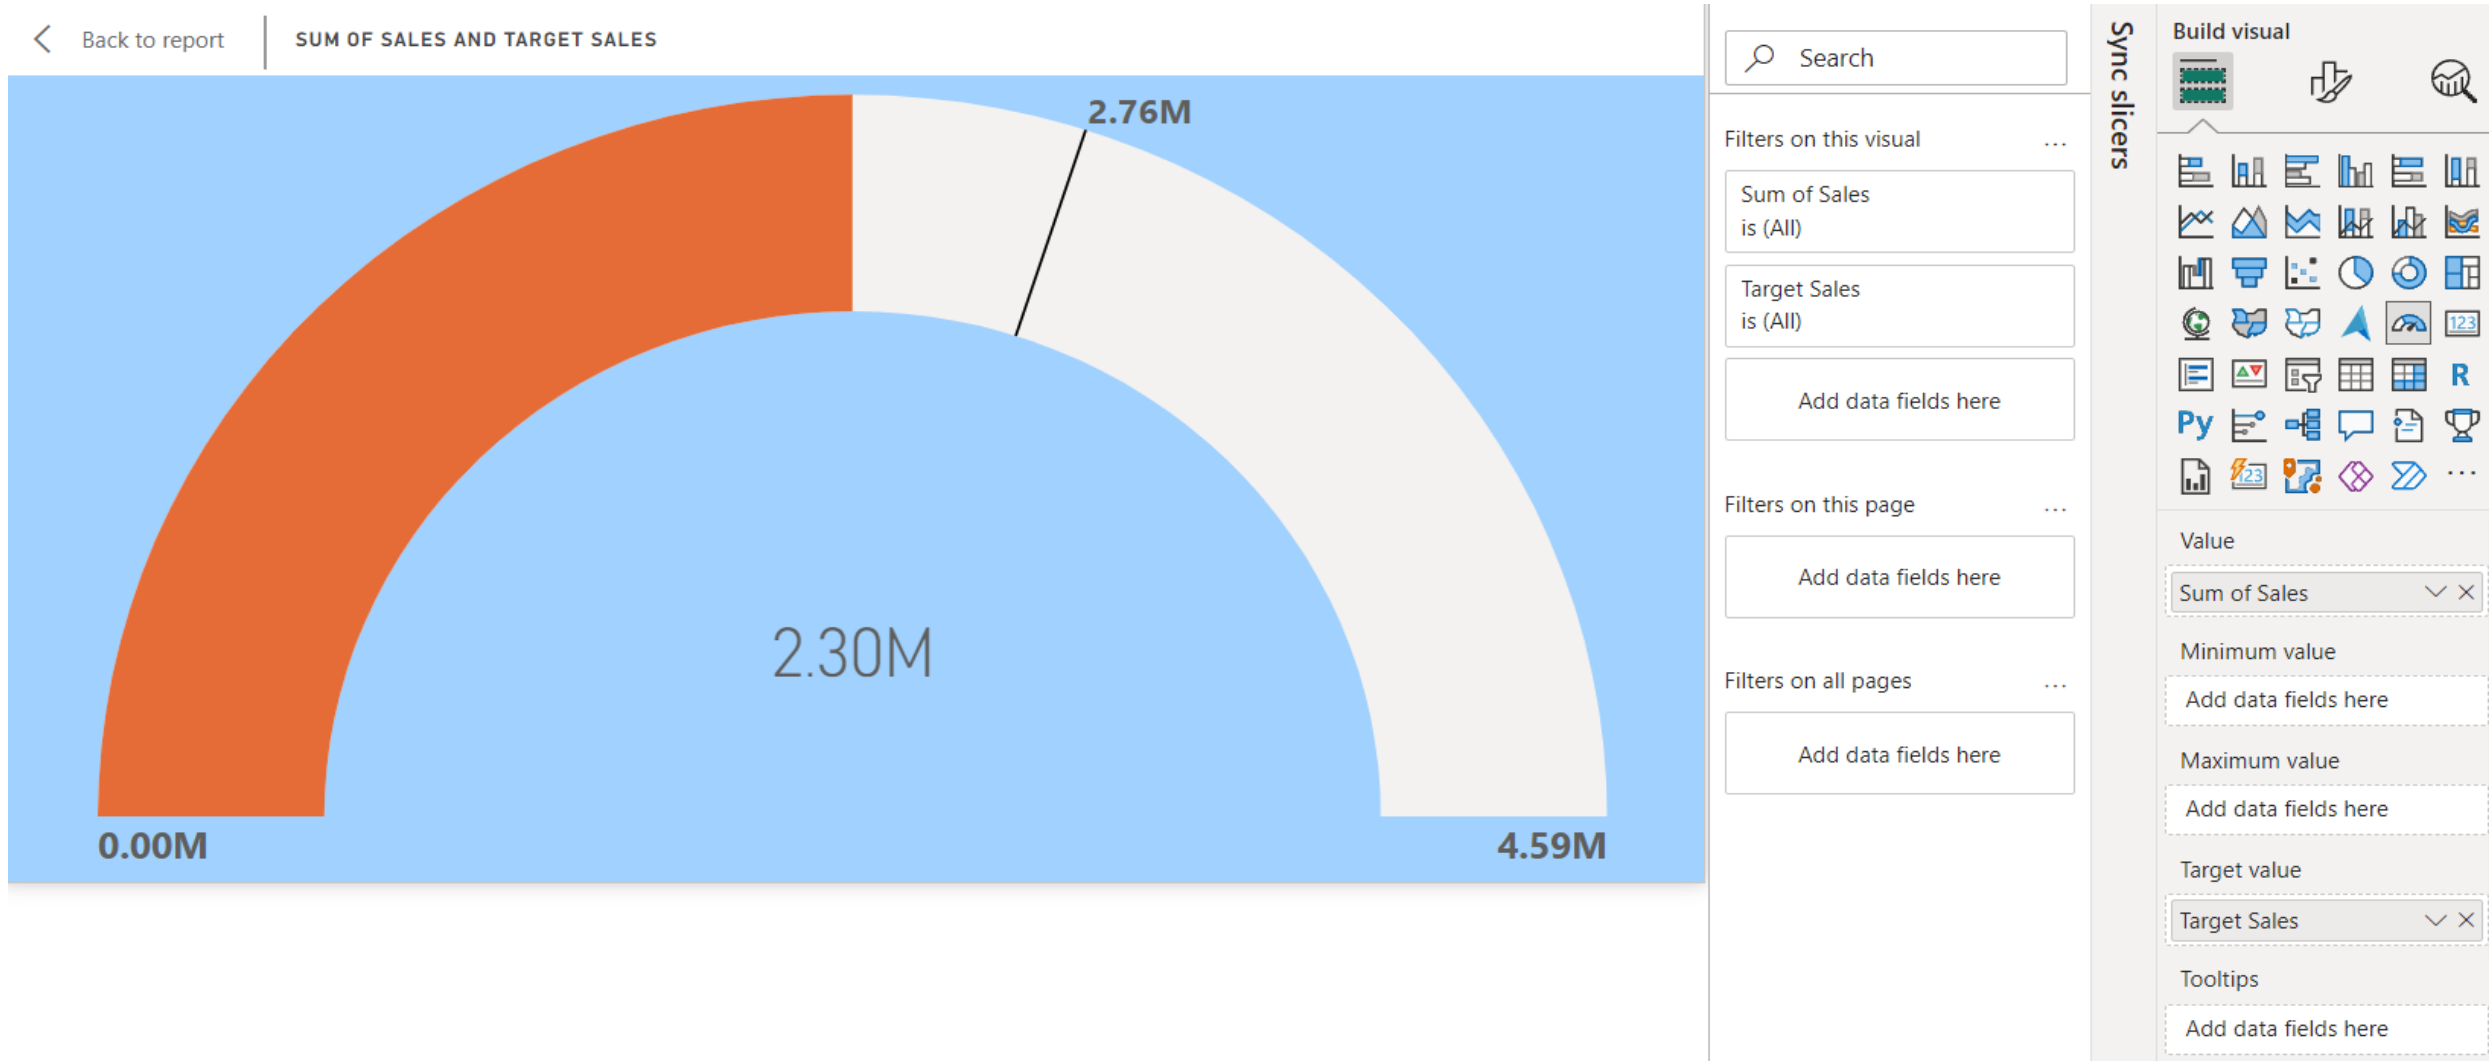 Back to report
SUM OF SALES AND TARGET SALES
2.76M
2.30M
0.00M
4.59M
Search
Filters on this visual
...
Sum of Sales
is (All)
Target Sales
is (All)
Add data fields here
Filters on this page
...
Add data fields here
Filters on all pages
...
Add data fields here
Sync slicers
Build visual
123
R
Py
123
...
Value
Sum of Sales
Minimum value
Add data fields here
Maximum value
Add data fields here
Target value
Target Sales
Tooltips
Add data fields here